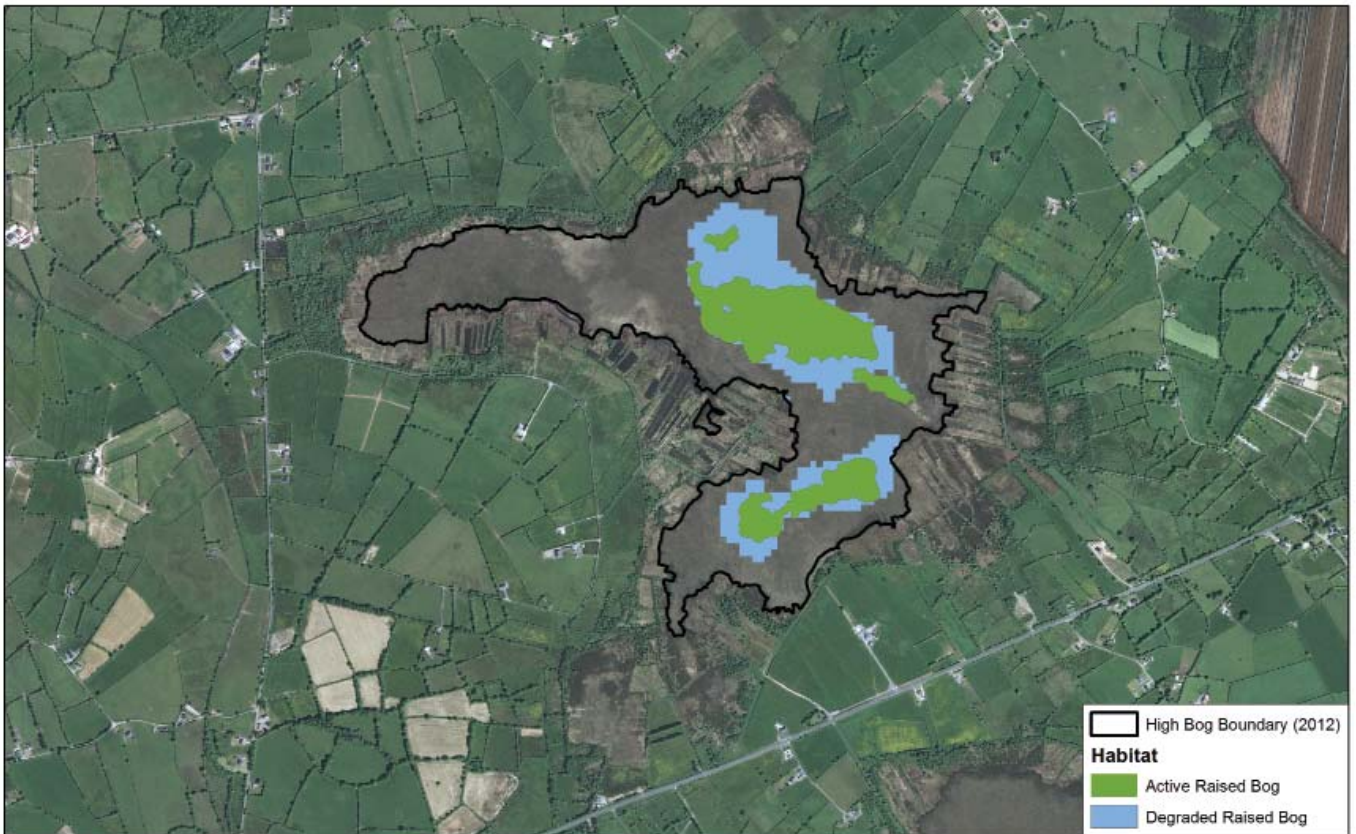 High Bog Boundary (2012)
Habitat
Active Raised Bog
Degraded Raised Bog